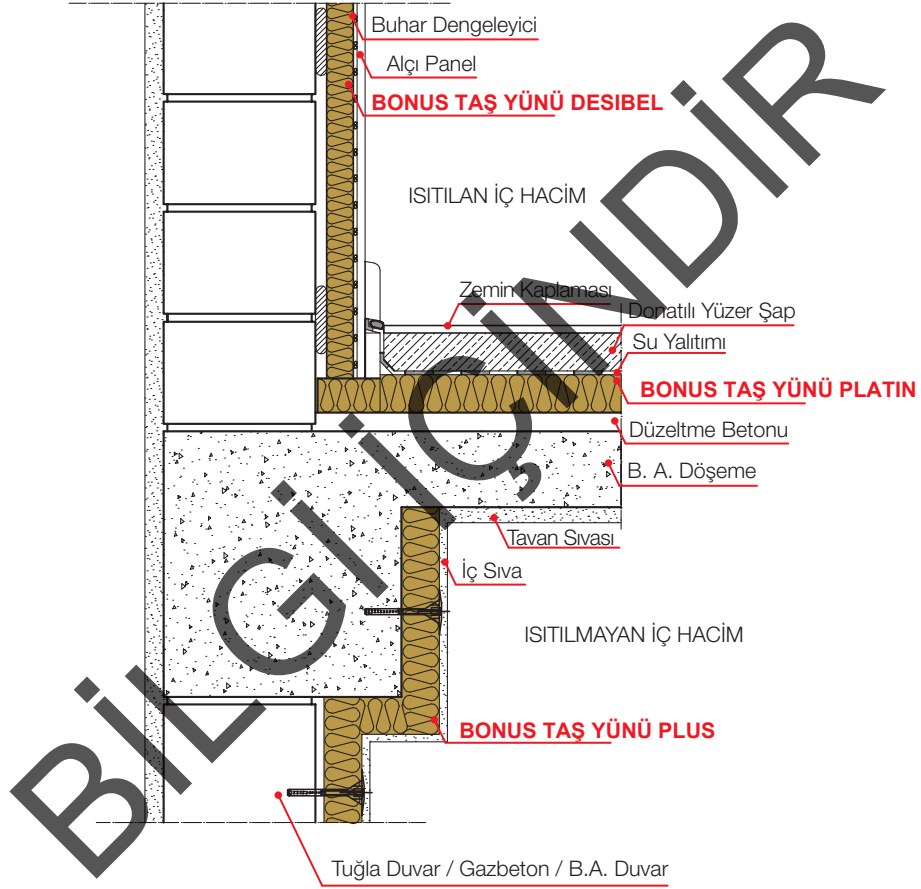 Buhar Dengeleyici
Alçı Panel
BONUS TAŞ YÜNÜ DESIBEL
ISITILAN İÇ HACİM
Zemin Kaplaması
Donatılı Yüzer Şap
Su Yalıtımı
BONUS TAŞ YÜNÜ PLATIN
Düzeltme Betonu
B. A. Döşeme
Tavan Sıvası
İç Sıva
ISITILMAYAN İÇ HACİM
BONUS TAŞ YÜNÜ PLUS
Tuğla Duvar / Gazbeton / B.A. Duvar
BİLGİ İÇİNDİR